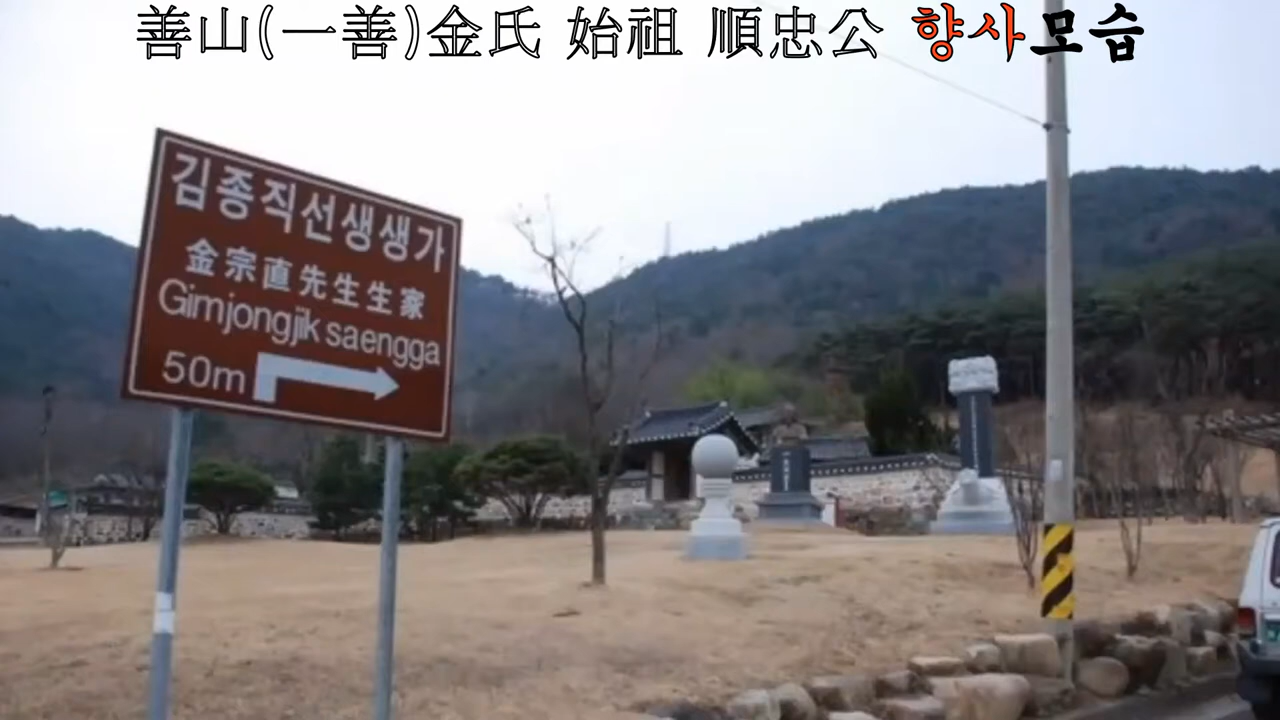 善山(一善)金氏 始祖 順忠公 향사모습
김종직선생생가
金宗直先生生家
Gimjongjik saengga
50m